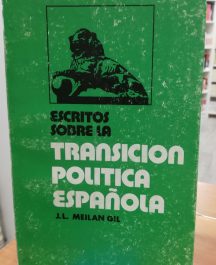 ESCRITOS
SOBRE LA
TRANSICION
POLITICA
ESPAÑOLA
J.L. MEILAN GIL